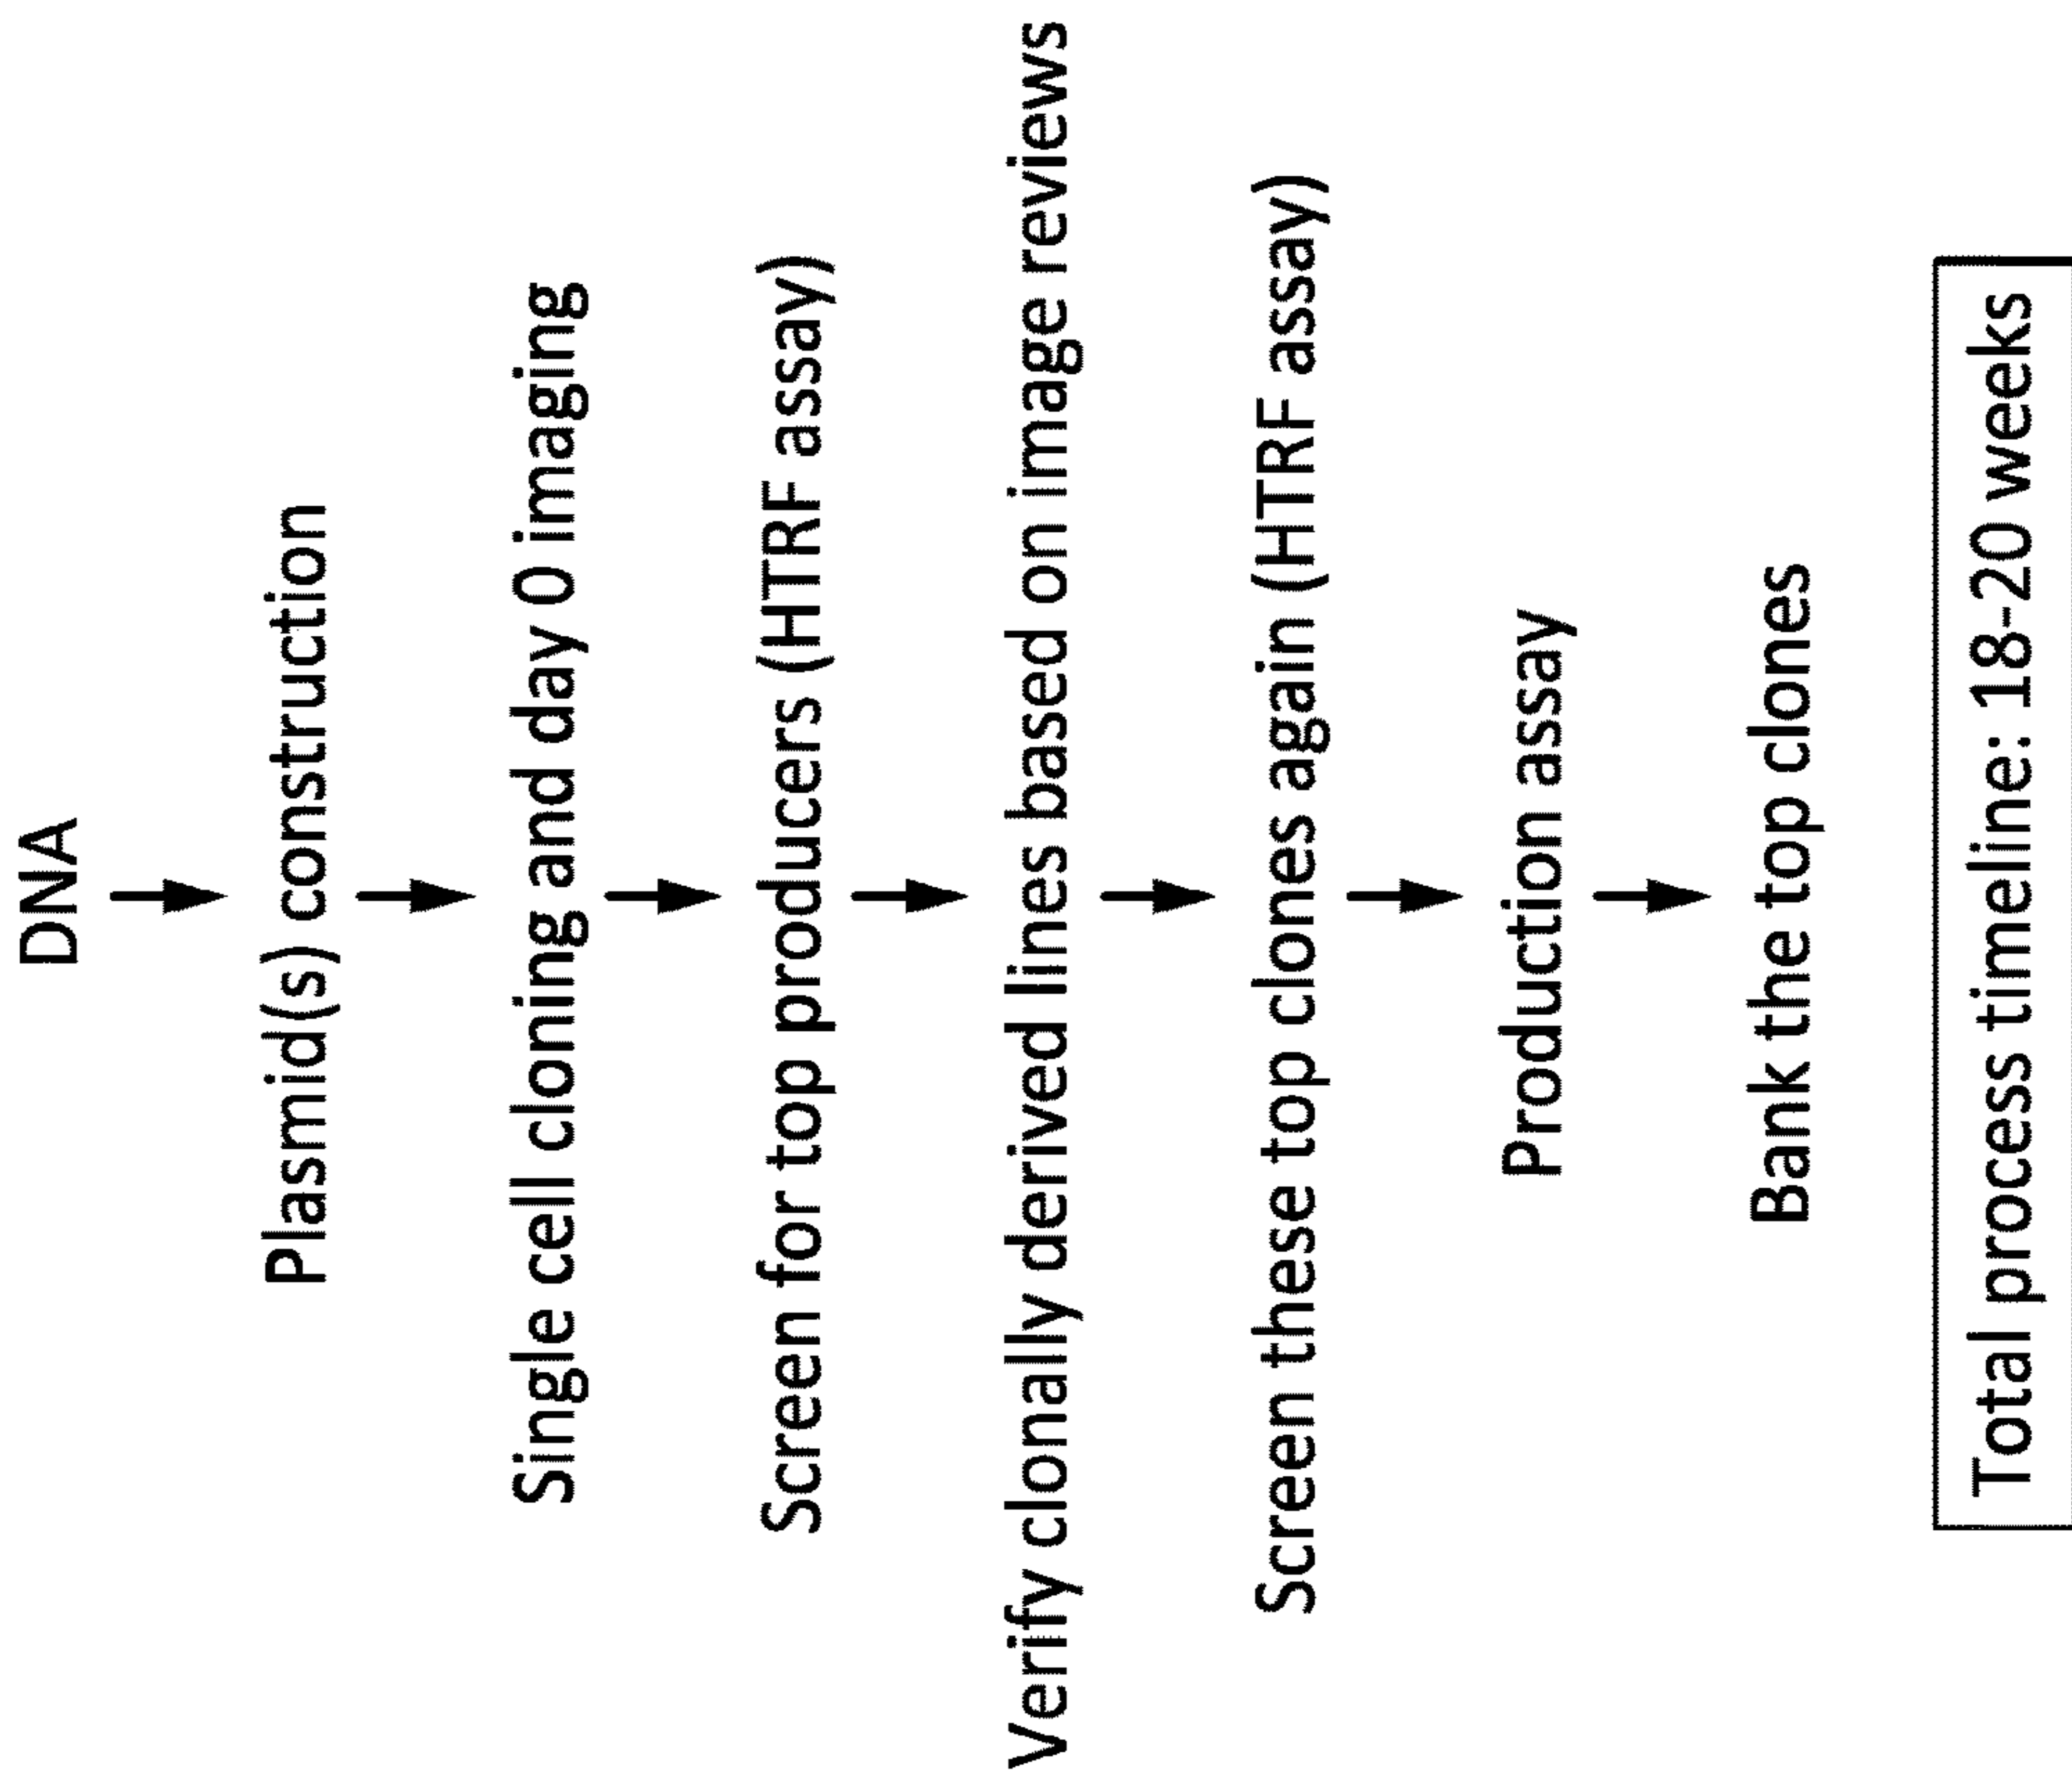 DNA
Plasmid(s) construction
Single cell cloning and day 0 imaging
Screen for top producers (HTRF assay)
Verify clonally derived lines based on image reviews
Screen these top clones again (HTRF assay)
Production assay
Bank the top clones
Total process timeline: 18-20 weeks